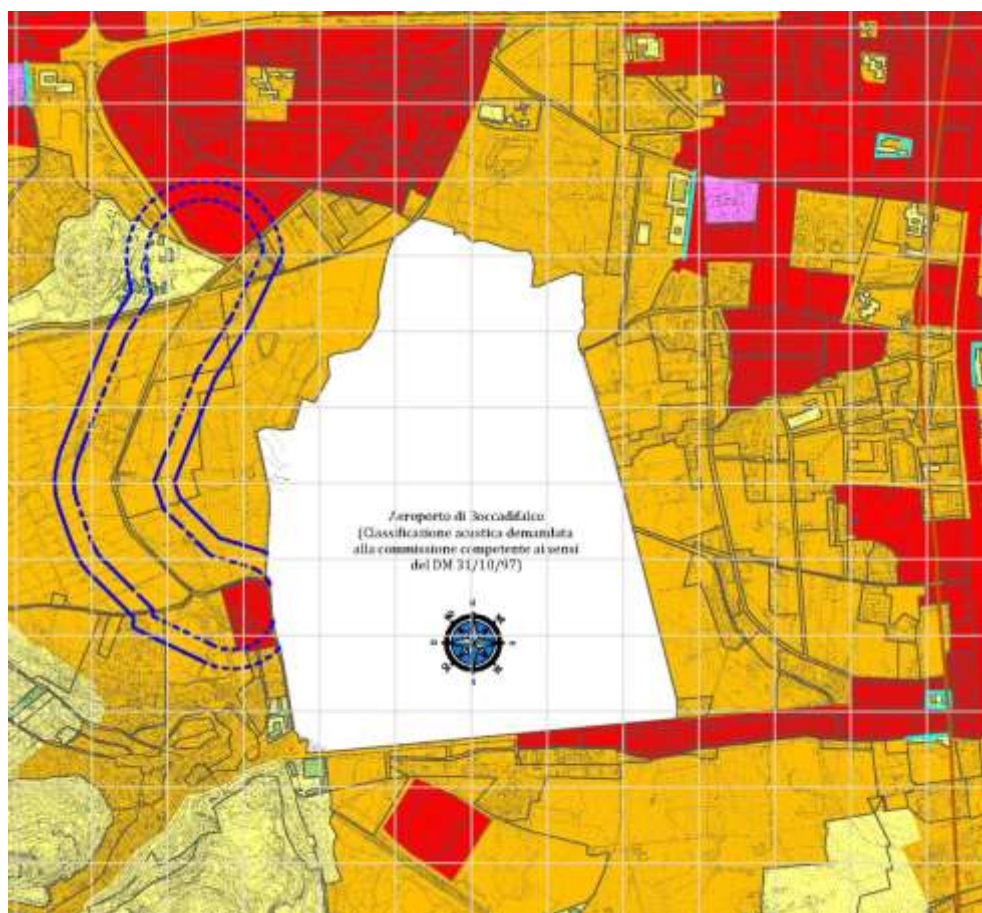 Aeroporto di Boccadifalco
(Classificazione acustica demandata
alla commissione competente ai sensi
del DM 31/10/97)